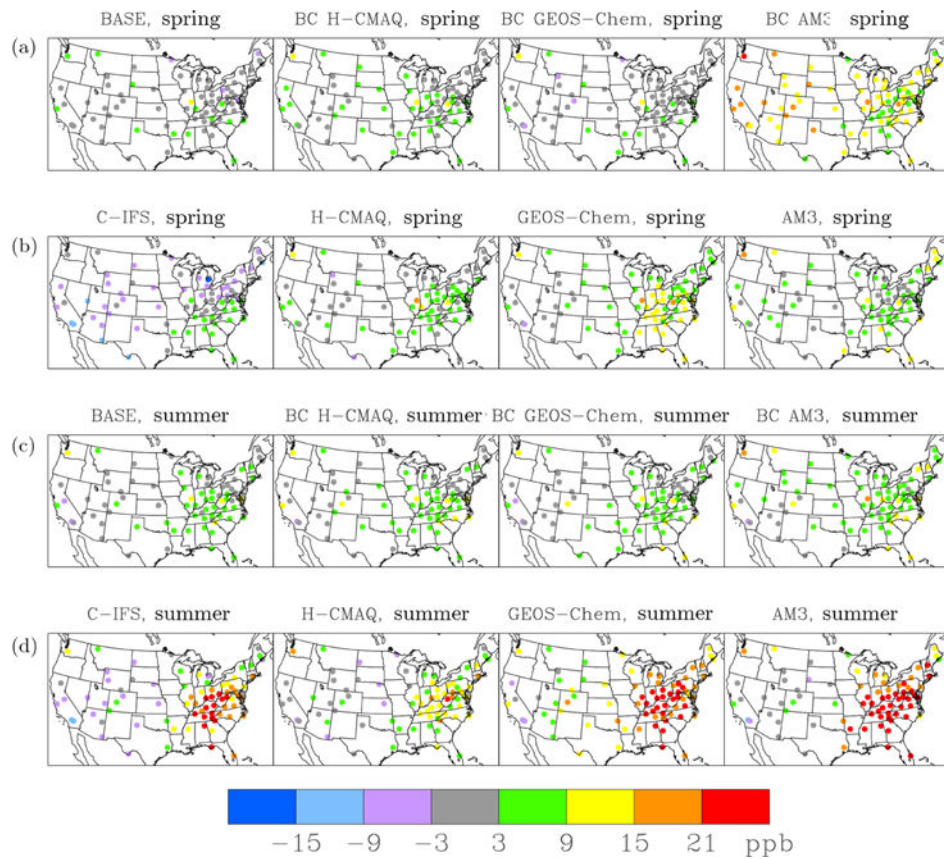 BASE, spring BC H-CMAQ, spring BC GEOS-Chem, spring BC AM3 spring
(a)
C-IFS, spring H-CMAQ, spring GEOS-Chem, spring AM3, spring
(b)
BASE, summer BC H-CMAQ, summer BC GEOS-Chem, summer BC AM3, summer
(c)
C-IFS, summer H-CMAQ, summer GEOS-Chem, summer AM3, summer
(d)
-15 -9 -3 3 9 15 21 ppb